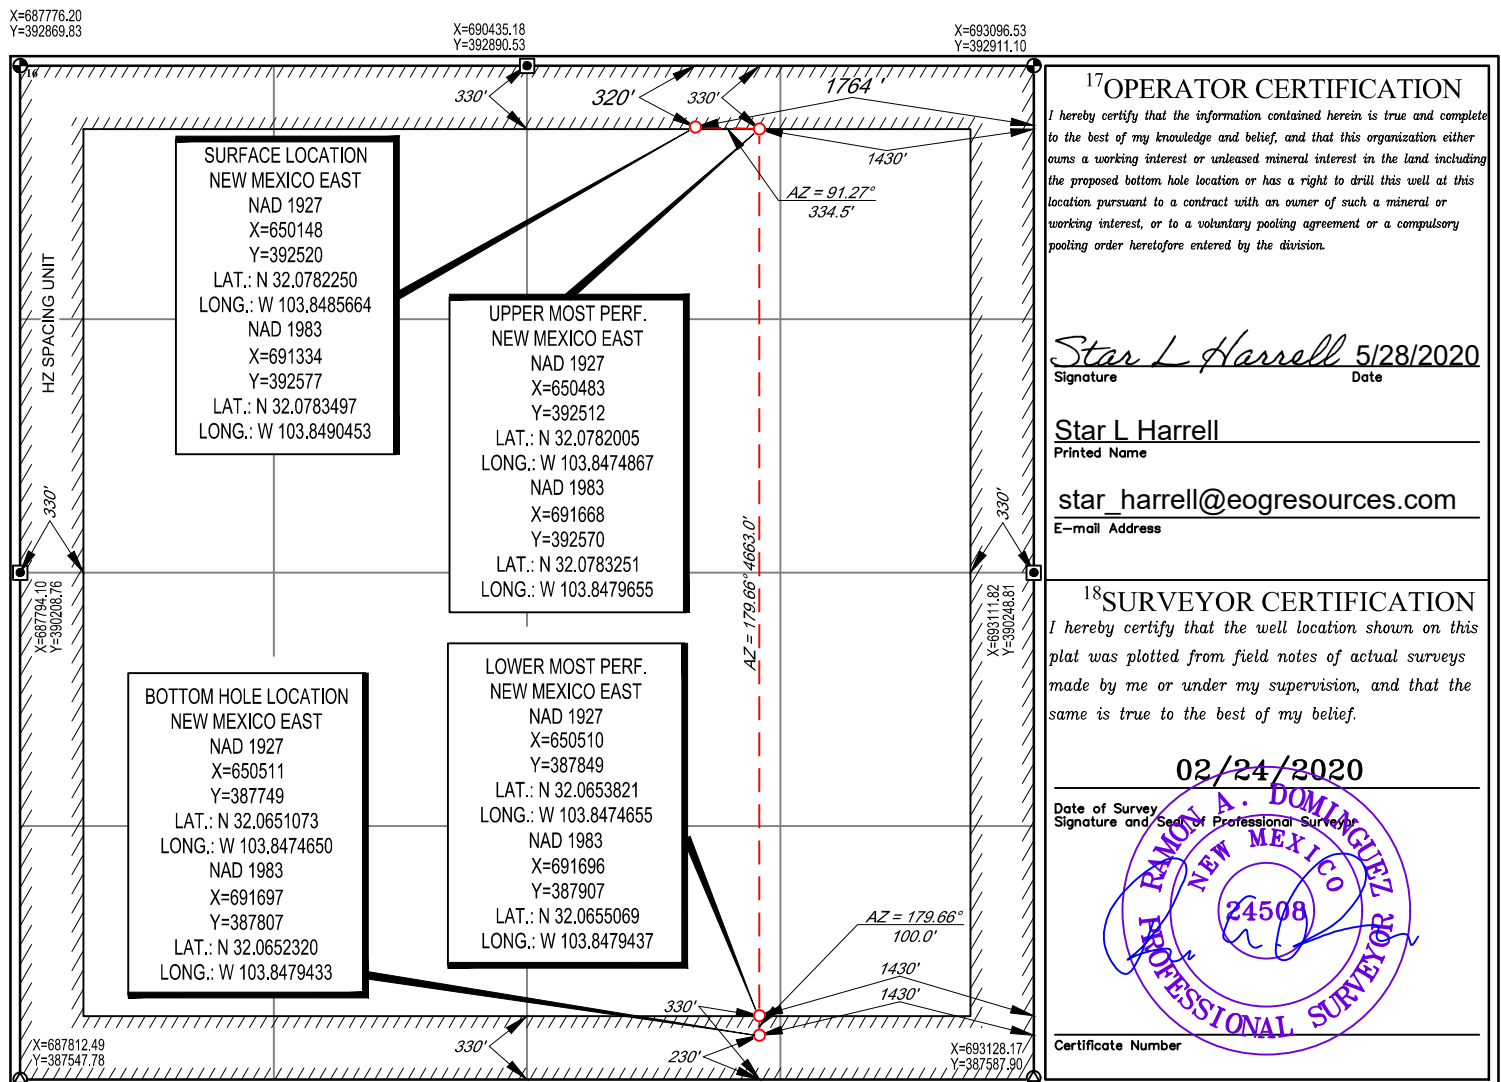 X=687776.20
Y=392869.83
X=690435.18
Y=392890.53
X=693096.53
Y=392911.10
16
330'
320'
330'
1764 '
1430'
AZ = 91.27°
334.5'
HZ SPACING UNIT
SURFACE LOCATION
NEW MEXICO EAST
NAD 1927
X=650148
Y=392520
LAT.: N 32.0782250
LONG.: W 103.8485664
NAD 1983
X=691334
Y=392577
LAT.: N 32.0783497
LONG.: W 103.8490453
UPPER MOST PERF.
NEW MEXICO EAST
NAD 1927
X=650483
Y=392512
LAT.: N 32.0782005
LONG.: W 103.8474867
NAD 1983
X=691668
Y=392570
LAT.: N 32.0783251
LONG.: W 103.8479655
330'
X=687794.10
Y=390208.76
AZ = 179.66° 4663.0'
330'
X=693111.82
Y=390248.81
BOTTOM HOLE LOCATION
NEW MEXICO EAST
NAD 1927
X=650511
Y=387749
LAT.: N 32.0651073
LONG.: W 103.8474650
NAD 1983
X=691697
Y=387807
LAT.: N 32.0652320
LONG.: W 103.8479433
LOWER MOST PERF.
NEW MEXICO EAST
NAD 1927
X=650510
Y=387849
LAT.: N 32.0653821
LONG.: W 103.8474655
NAD 1983
X=691696
Y=387907
LAT.: N 32.0655069
LONG.: W 103.8479437
AZ = 179.66°
100.0'
1430'
1430'
330'
330'
230'
X=687812.49
Y=387547.78
X=693128.17
Y=387587.90
17OPERATOR CERTIFICATION
I hereby certify that the information contained herein is true and complete
to the best of my knowledge and belief, and that this organization either
owns a working interest or unleased mineral interest in the land including
the proposed bottom hole location or has a right to drill this well at this
location pursuant to a contract with an owner of such a mineral or
working interest, or to a voluntary pooling agreement or a compulsory
pooling order heretofore entered by the division.
Star L Harrell 5/28/2020
Signature Date
Star L Harrell
Printed Name
star_harrell@eogresources.com
E-mail Address
18SURVEYOR CERTIFICATION
I hereby certify that the well location shown on this
plat was plotted from field notes of actual surveys
made by me or under my supervision, and that the
same is true to the best of my belief.
02/24/2020
Date of Survey
Signature and Seal of Professional Surveyor
RAMON A. DOMINGUEZ
NEW MEXICO
24508
PROFESSIONAL SURVEYOR
Certificate Number